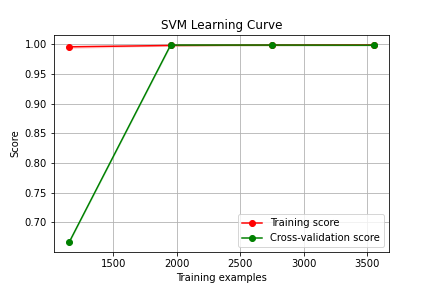 SVM Learning Curve
1.00
0.95
0.90
0.85
0.80
0.75
0.70
Score
Training score
Cross-validation score
1500
2000
2500
3000
3500
Training examples